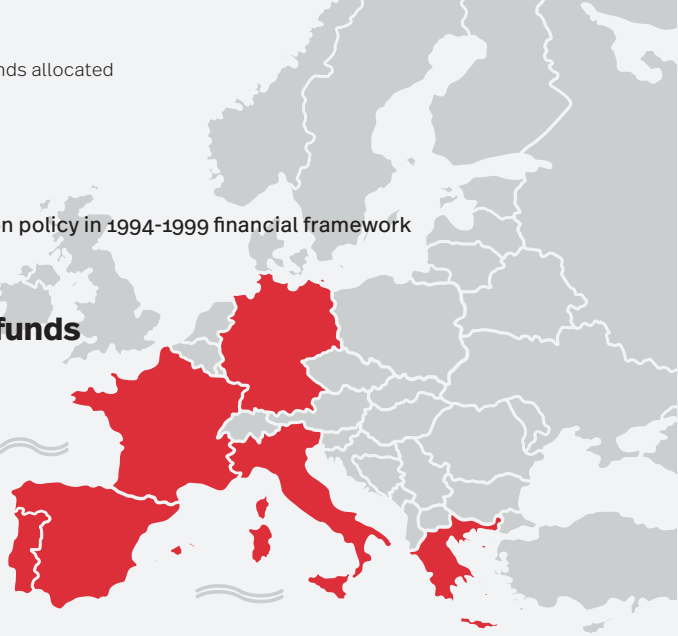 nds allocated
n policy in 1994-1999 financial framework
funds